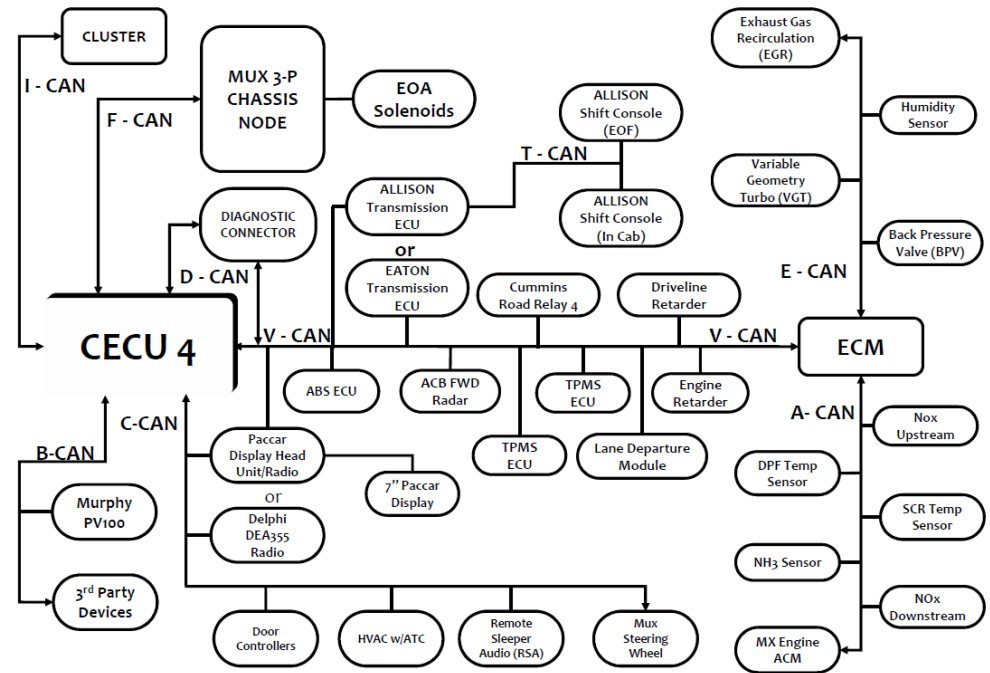 CLUSTER
I - CAN
F - CAN
MUX 3-P
CHASSIS
NODE
EOA
Solenoids
ALLISON
Shift Console
(EOF)
T - CAN
ALLISON
Transmission
ECU
ALLISON
Shift Console
(In Cab)
or
EATON
Transmission
ECU
DIAGNOSTIC
CONNECTOR
D - CAN
CECU 4
V - CAN
Cummins
Road Relay 4
Driveline
Retarder
V - CAN
ABS ECU
ACB FWD
Radar
TPMS
ECU
TPMS
ECU
Lane Departure
Module
Engine
Retarder
Exhaust Gas
Recirculation
(EGR)
Humidity
Sensor
Variable
Geometry
Turbo (VGT)
Back Pressure
Valve (BPV)
E - CAN
ECM
A- CAN
Nox
Upstream
DPF Temp
Sensor
SCR Temp
Sensor
NH3 Sensor
NOx
Downstream
MX Engine
ACM
B-CAN
Murphy
PV100
3rd Party
Devices
C-CAN
Paccar
Display Head
Unit/Radio
7’’ Paccar
Display
or
Delphi
DEA355
Radio
Door
Controllers
HVAC w/ATC
Remote
Sleeper
Audio (RSA)
Mux
Steering
Wheel